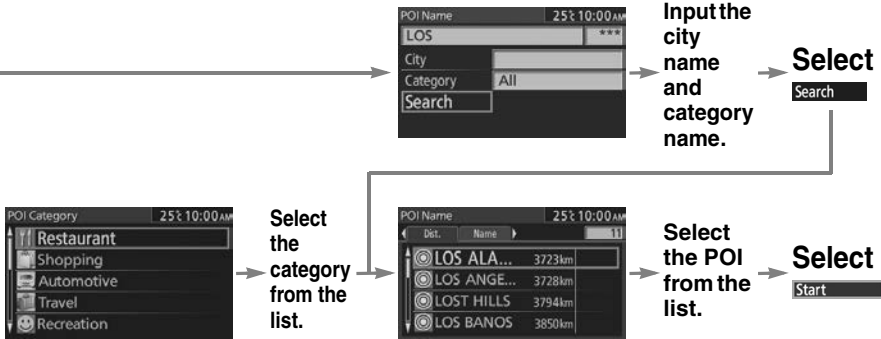 POI Name 25℃ 10:00AM
LOS ***
City
Category All
Search
Input the
city
name
and
category
name.
Select
Search
POI Category 25℃ 10:00AM
Restaurant
Shopping
Automotive
Travel
Recreation
Select
the
category
from the
list.
POI Name 25℃ 10:00AM
Dist. Name 11
LOS ALA... 3723km
LOS ANGE... 3728km
LOST HILLS 3794km
LOS BANOS 3850km
Select
the POI
from the
list.
Select
Start